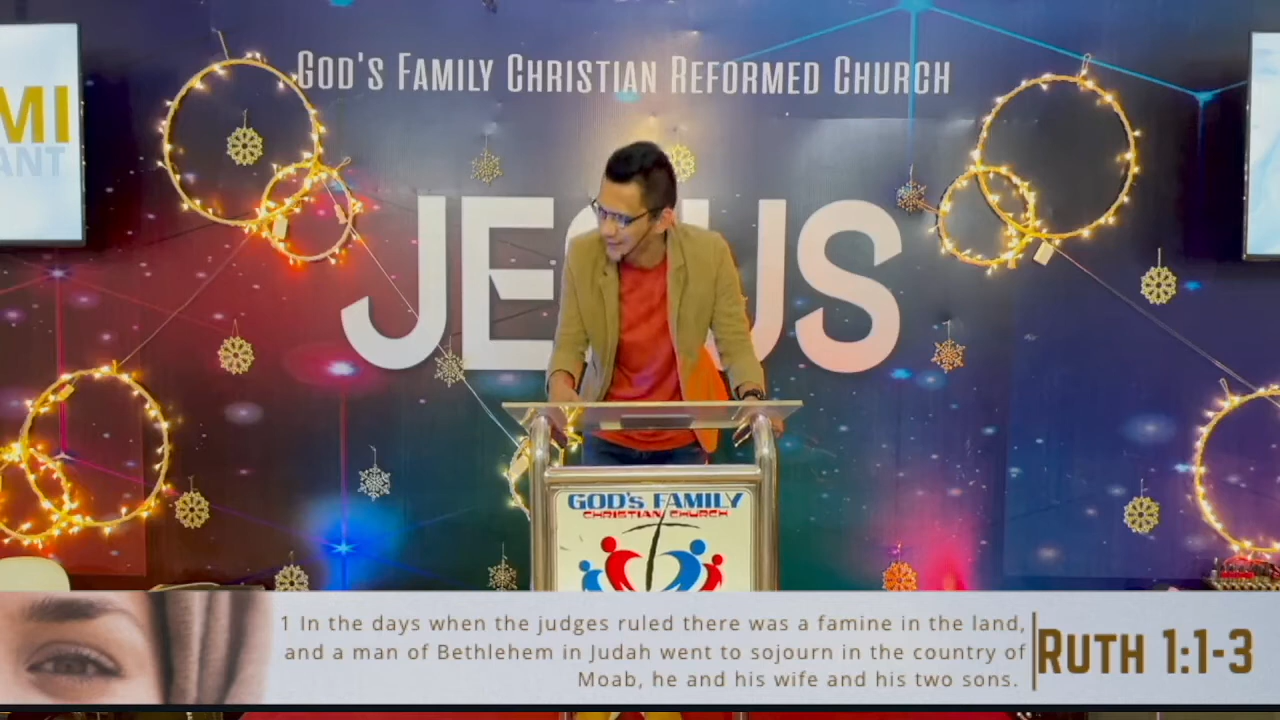 GOD'S FAMILY CHRISTIAN REFORMED CHURCH
MI
ANT
JESUS
GOD's FAMILY
CHRISTIAN CHURCH
1 In the days when the judges ruled there was a famine in the land,
and a man of Bethlehem in Judah went to sojourn in the country of
Moab, he and his wife and his two sons.
RUTH 1:1-3